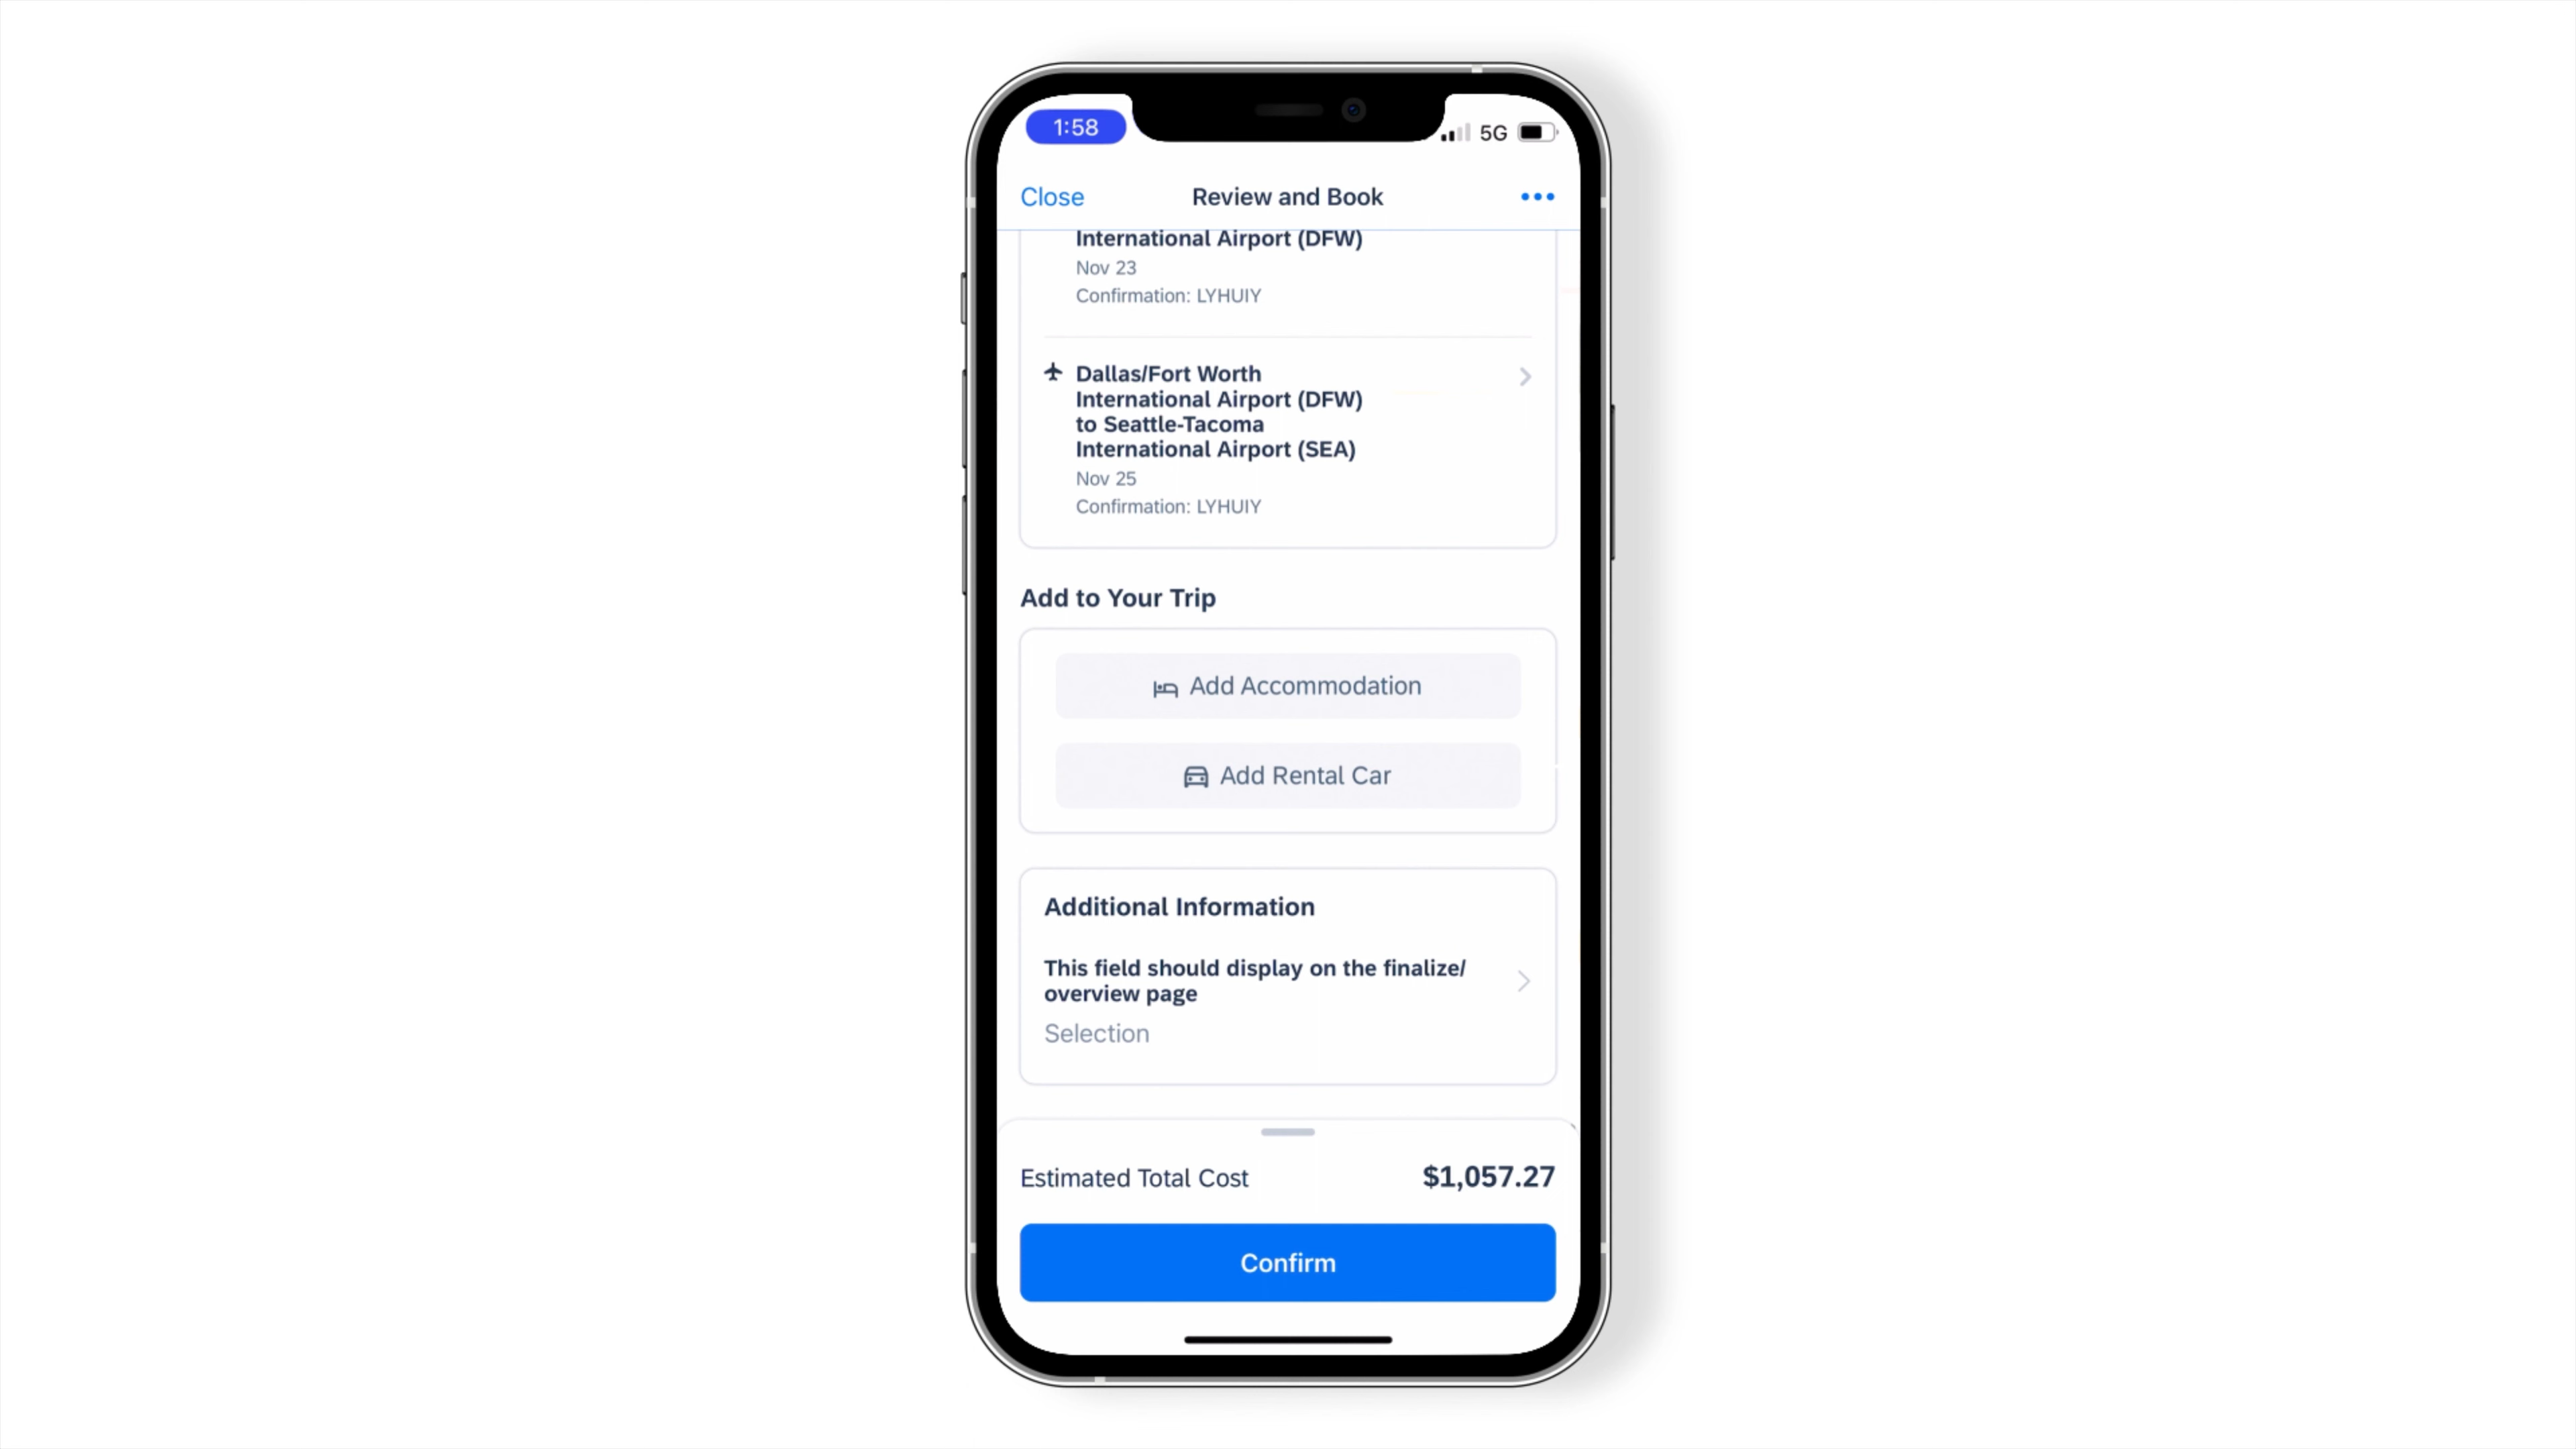 1:58
5G
Close
Review and Book
International Airport (DFW)
Nov 23
Confirmation: LYHUIY
Dallas/Fort Worth
International Airport (DFW)
to Seattle-Tacoma
International Airport (SEA)
Nov 25
Confirmation: LYHUIY
Add to Your Trip
Add Accommodation
Add Rental Car
Additional Information
This field should display on the finalize/
overview page
Selection
Estimated Total Cost
$1,057.27
Confirm